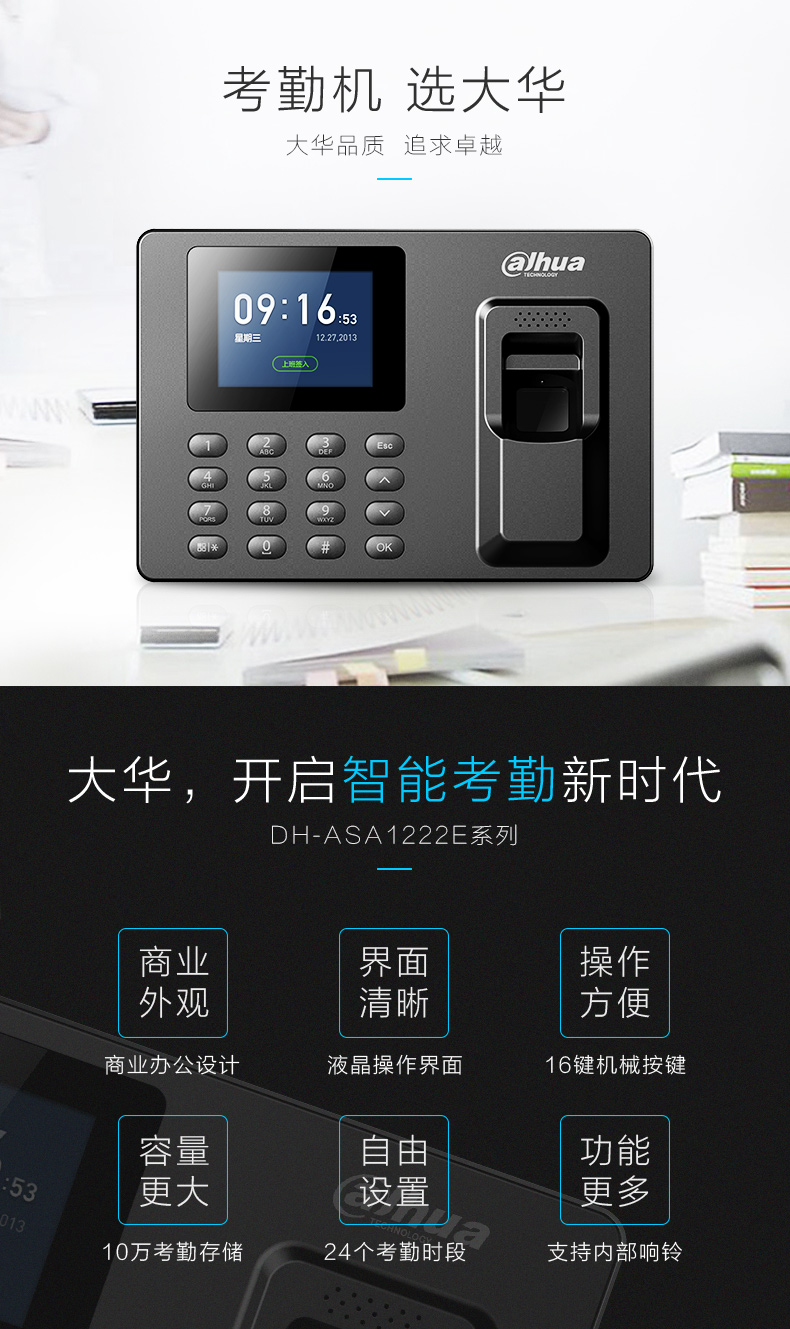 考勤机 选大华
大华品质 追求卓越
alhua
TECHNOLOGY
09:16:53
星期三 12.27,2013
上班签入
1 2 ABC 3 DEF Esc
4 GHI 5 JKL 6 MNO
7 PQRS 8 TUV 9 WXYZ
* 0 # OK
大华，开启智能考勤新时代
DH-ASA1222E系列
商业 界面 操作
外观 清晰 方便
商业办公设计 液晶操作界面 16键机械按键
容量 自由 功能
更大 设置 更多
10万考勤存储 24个考勤时段 支持内部响铃
:53
013
alhua
TECHNOLOGY